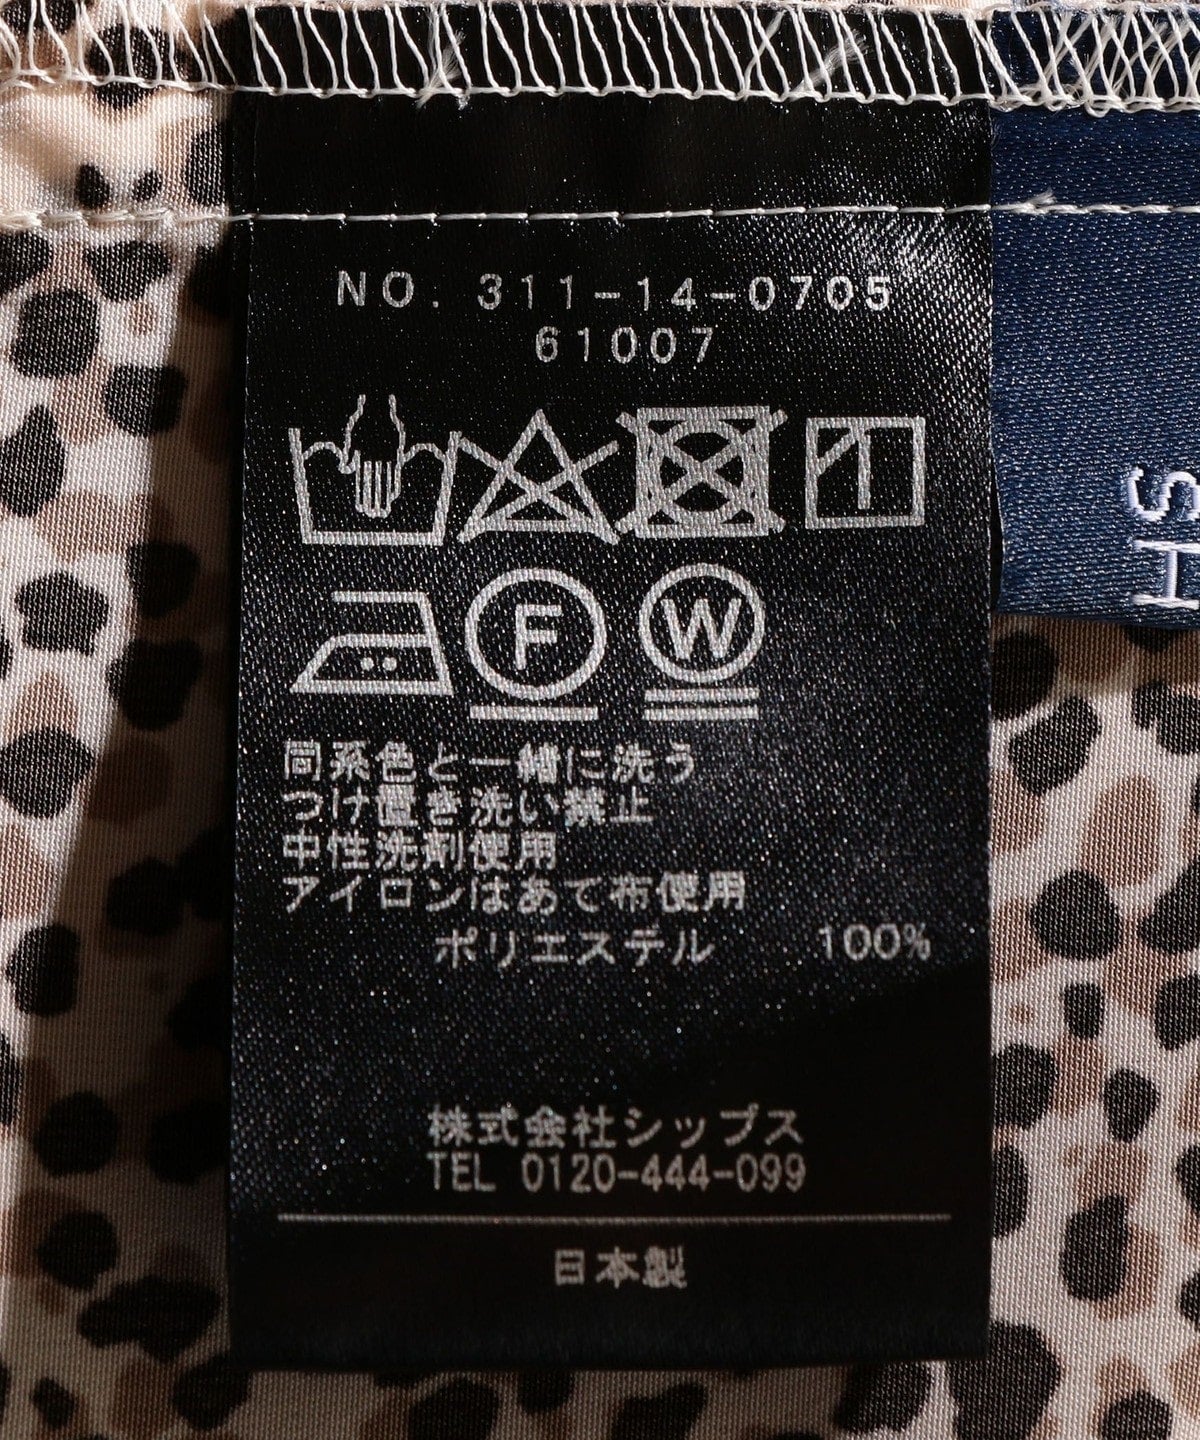 NO. 311-14-0705
61007
F W
同系色と一緒に洗う
つけ置き洗い禁止
中性洗剤使用
アイロンはあて布使用
ポリエステル 100%
株式会社シップス
TEL 0120-444-099
日本製
HS